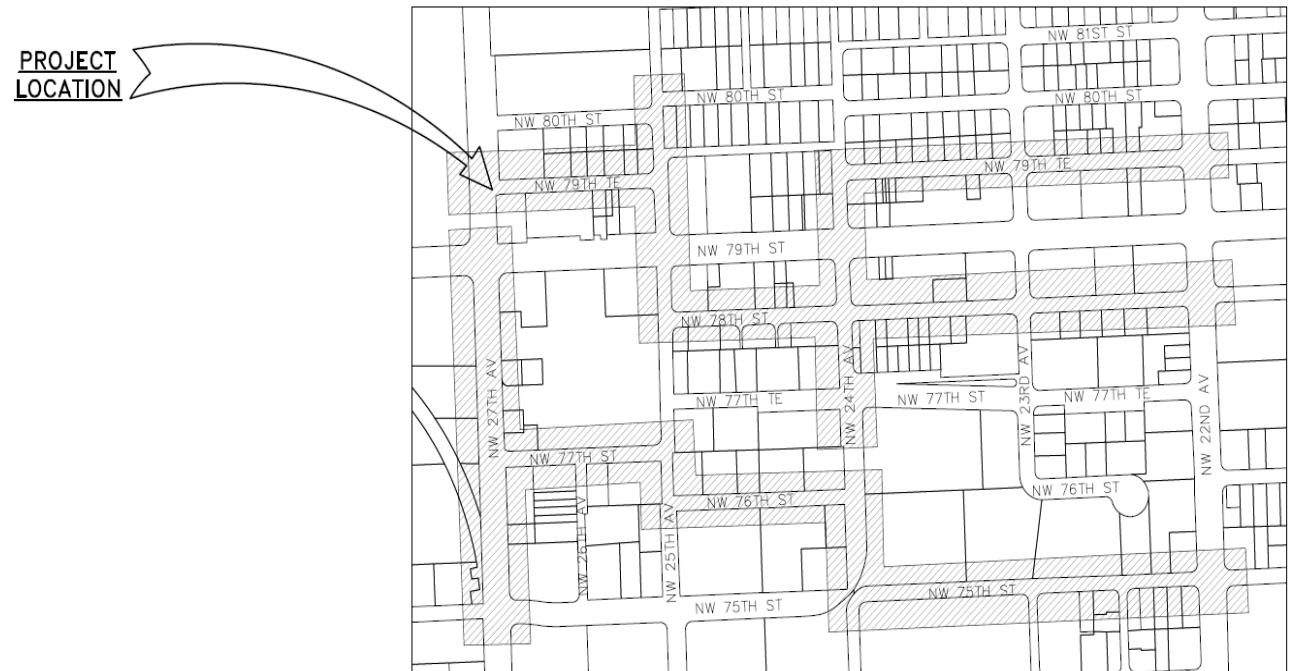 PROJECT
LOCATION
NW 81ST ST
NW 80TH ST
NW 80TH ST
NW 80TH ST
NW 79TH TE
NW 79TH TE
NW 79TH ST
NW 78TH ST
NW 27TH AV
NW 24TH AV
NW 23RD AV
NW 22ND AV
NW 77TH TE
NW 77TH ST
NW 77TH TE
NW 77TH ST
NW 76TH ST
NW 76TH ST
NW 26TH AV
NW 25TH AV
NW 75TH ST
NW 75TH ST